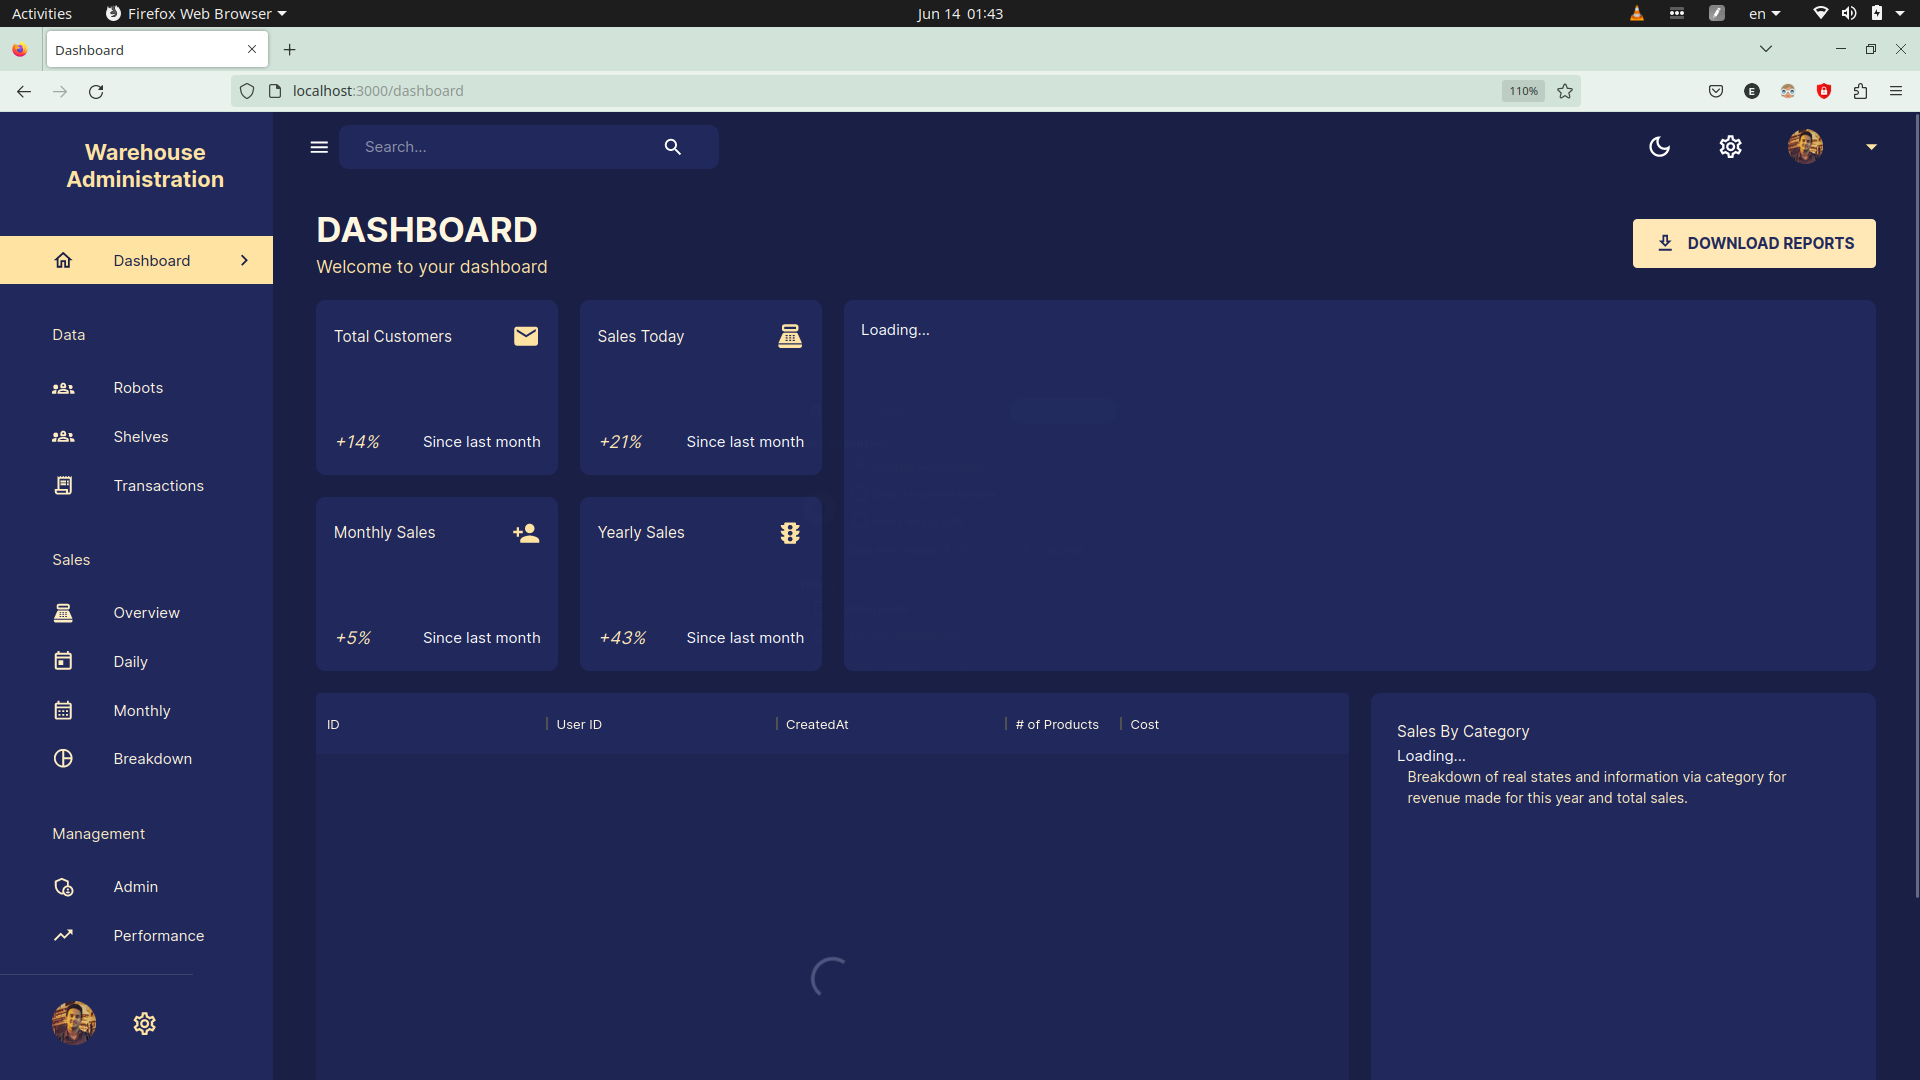 Activities
Firefox Web Browser
Jun 14 01:43
en
Dashboard
localhost:3000/dashboard
110%
E
Warehouse
Administration
Search...
Dashboard
DASHBOARD
Welcome to your dashboard
DOWNLOAD REPORTS
Data
Robots
Shelves
Transactions
Sales
Overview
Daily
Monthly
Breakdown
Management
Admin
Performance
Total Customers
+14%
Since last month
Sales Today
+21%
Since last month
Loading...
Monthly Sales
+5%
Since last month
Yearly Sales
+43%
Since last month
ID
User ID
CreatedAt
# of Products
Cost
Sales By Category
Loading...
Breakdown of real states and information via category for
revenue made for this year and total sales.